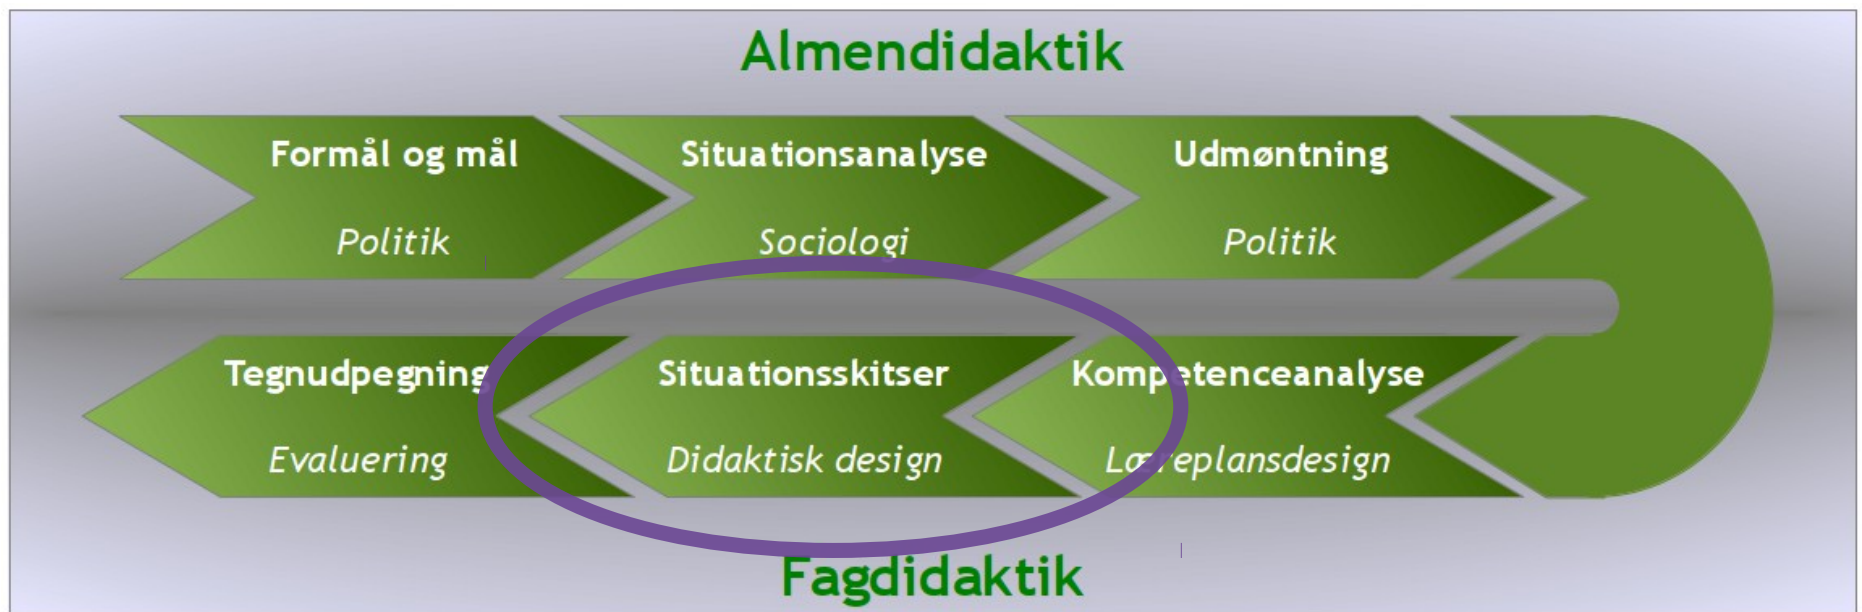 Almendidaktik
Formål og mål
Politik
Situationsanalyse
Sociologi
Udmøntning
Politik
Kompetenceanalyse
Læreplansdesign
Situationsskitser
Didaktisk design
Tegnudpegning
Evaluering
Fagdidaktik